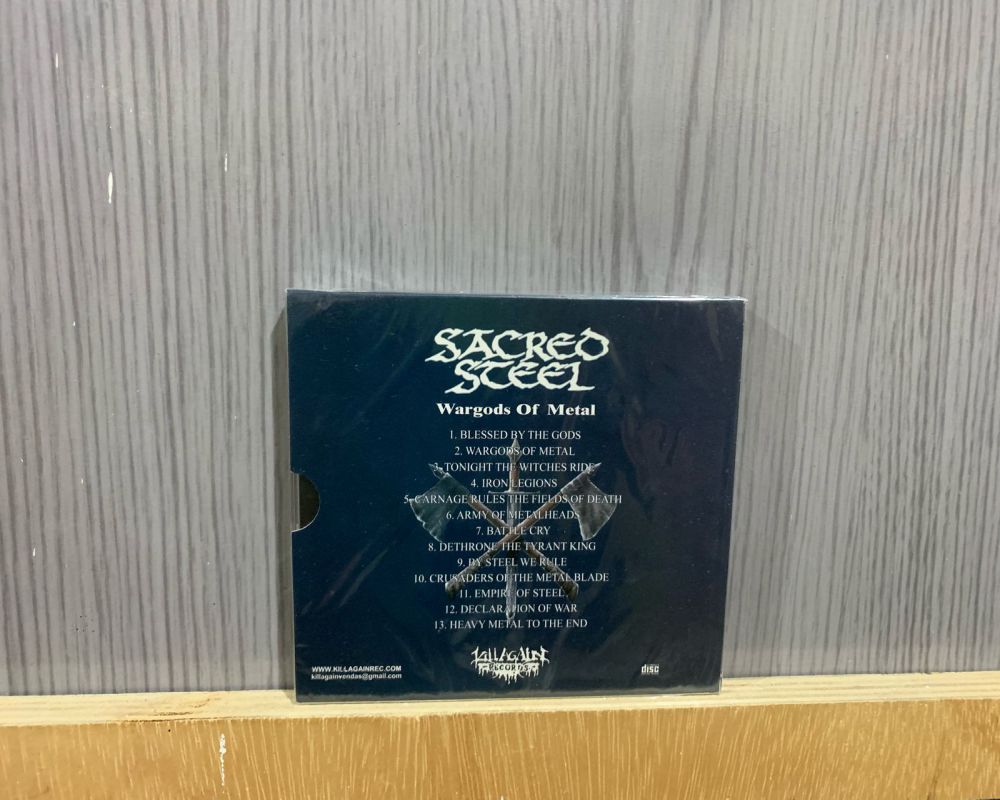 SACRED
STEEL
Wargods Of Metal
1. BLESSED BY THE GODS
2. WARGODS OF METAL
3. TONIGHT THE WITCHES RIDE
4. IRON LEGIONS
5. CARNAGE RULES THE FIELDS OF DEATH
6. ARMY OF METALHEADS
7. BATTLE CRY
8. DETHRONE THE TYRANT KING
9. BY STEEL WE RULE
10. CRUSADERS OF THE METAL BLADE
11. EMPIRE OF STEEL
12. DECLARATION OF WAR
13. HEAVY METAL TO THE END
KILLAGAIN
RECORDS
WWW.KILLAGAINREC.COM
killagainvendas@gmail.com
disc